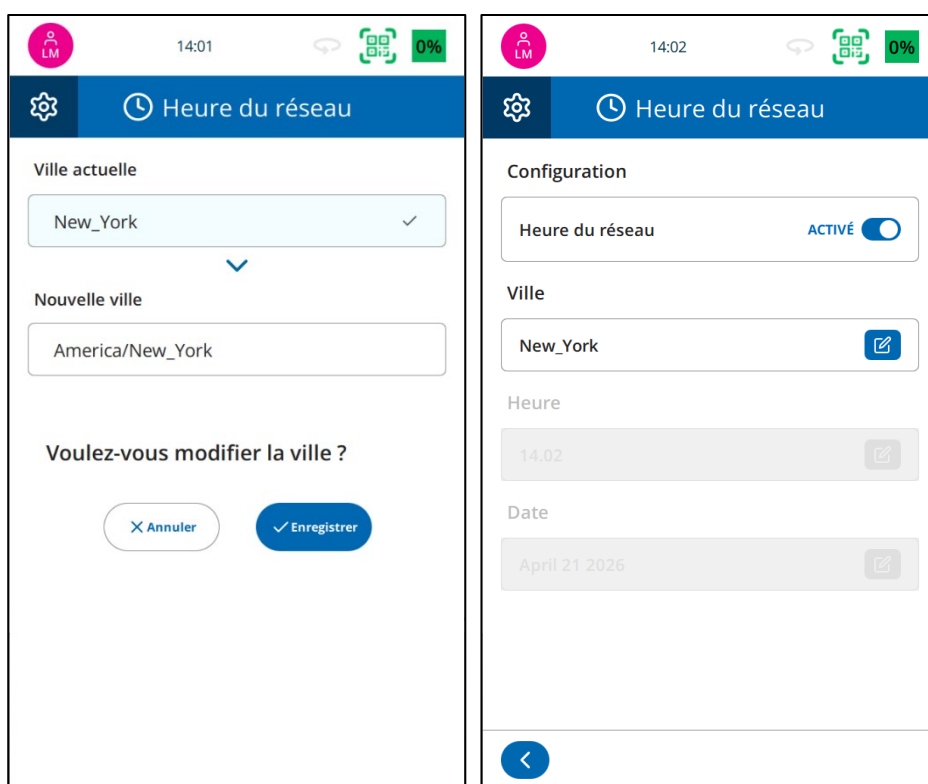 LM
14:01
0%
Heure du réseau
Ville actuelle
New_York
Nouvelle ville
America/New_York
Voulez-vous modifier la ville ?
Annuler
Enregistrer
LM
14:02
0%
Heure du réseau
Configuration
Heure du réseau ACTIVÉ
Ville
New_York
Heure
14.02
Date
April 21 2026